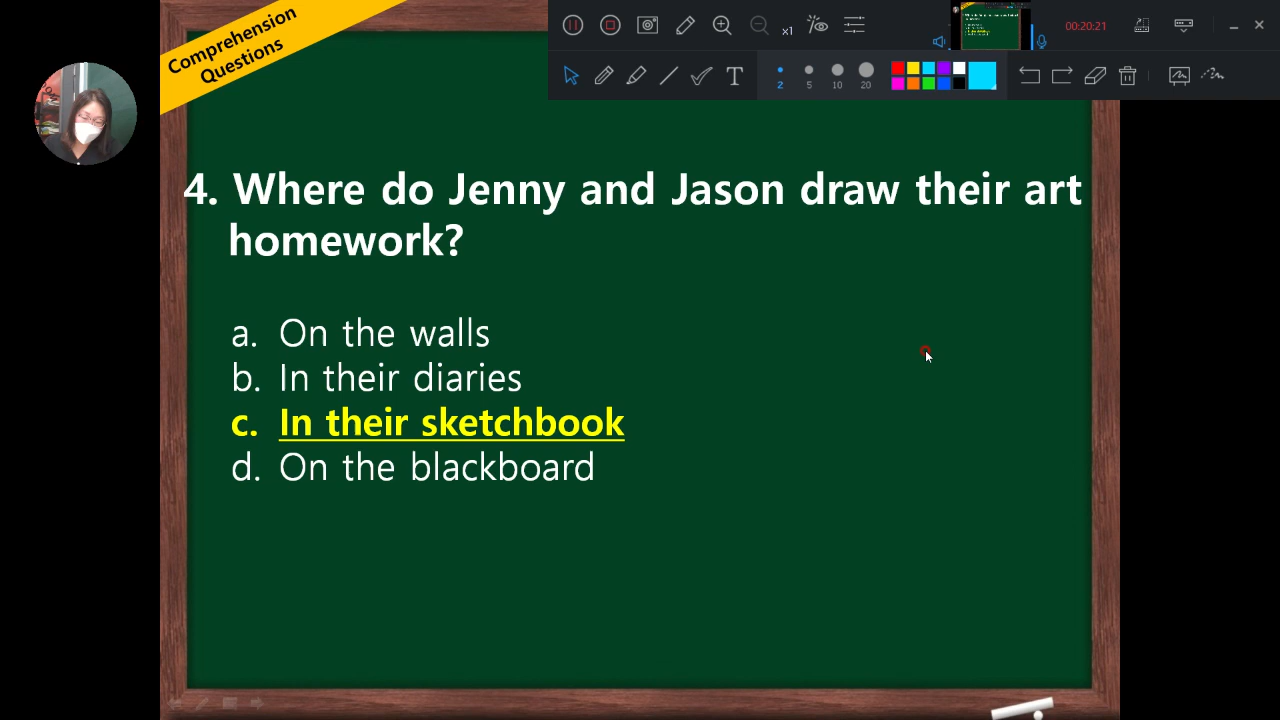 Comprehension
Questions
x1
00:20:21
T
2
5
10
20
4. Where do Jenny and Jason draw their art
homework?
a. On the walls
b. In their diaries
c. In their sketchbook
d. On the blackboard